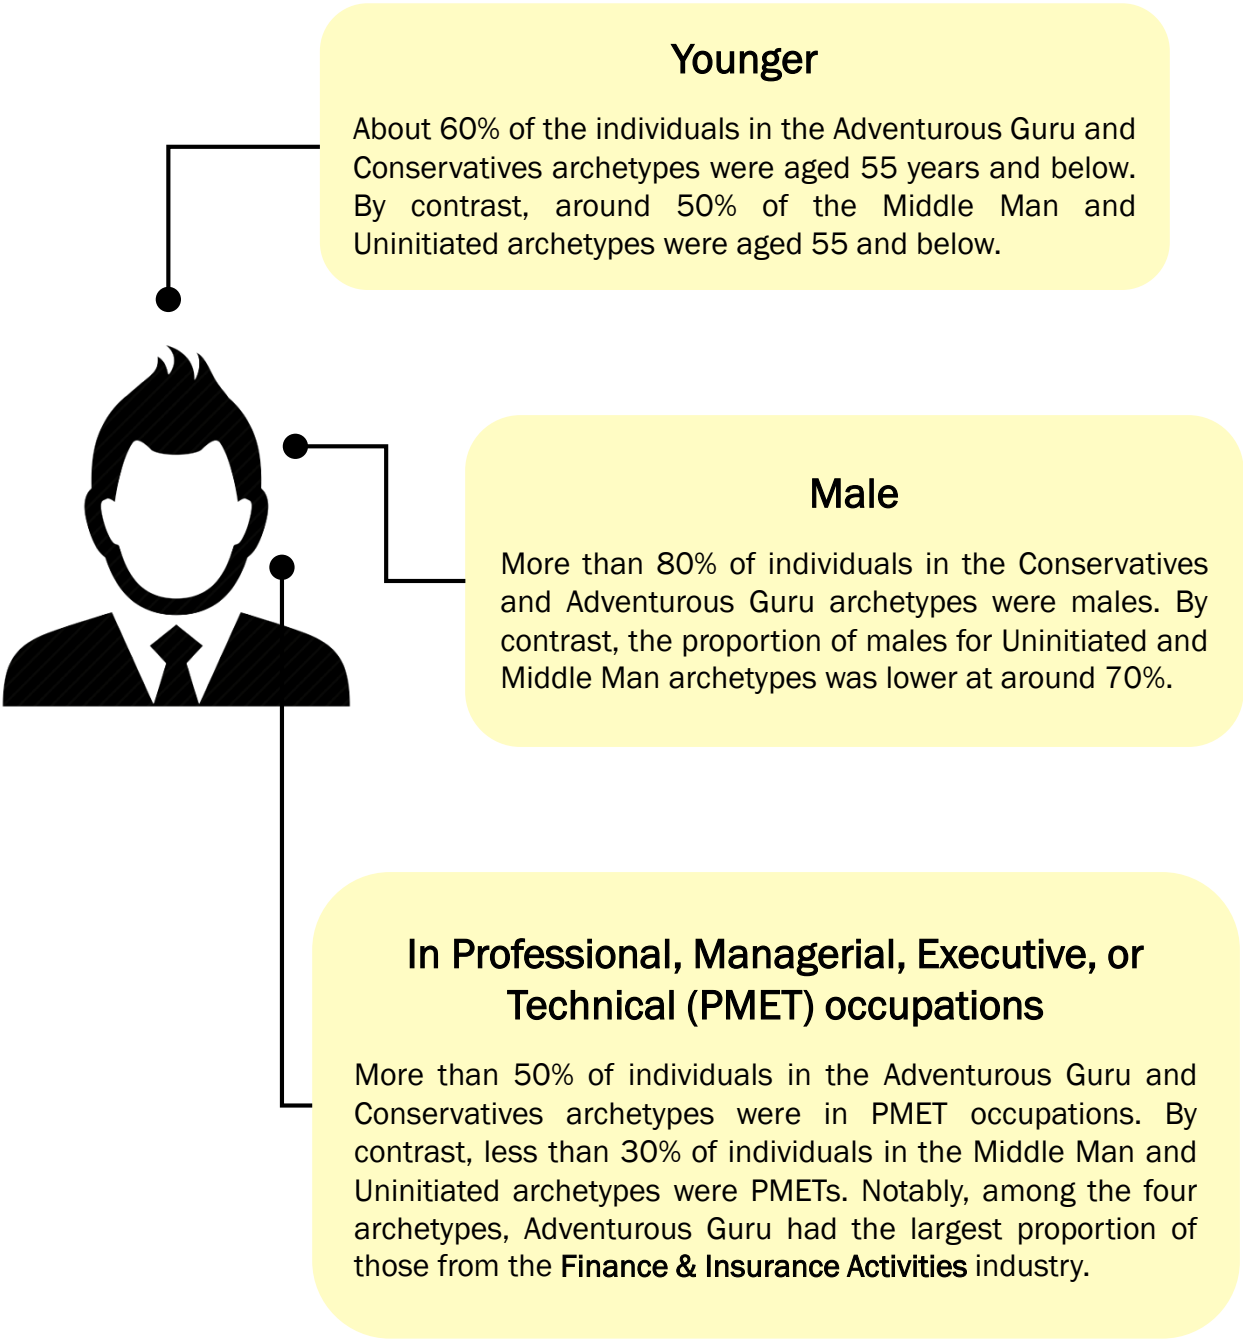 Younger
About 60% of the individuals in the Adventurous Guru and
Conservatives archetypes were aged 55 years and below.
By contrast, around 50% of the Middle Man and
Uninitiated archetypes were aged 55 and below.
Male
More than 80% of individuals in the Conservatives
and Adventurous Guru archetypes were males. By
contrast, the proportion of males for Uninitiated and
Middle Man archetypes was lower at around 70%.
In Professional, Managerial, Executive, or
Technical (PMET) occupations
More than 50% of individuals in the Adventurous Guru and
Conservatives archetypes were in PMET occupations. By
contrast, less than 30% of individuals in the Middle Man and
Uninitiated archetypes were PMETs. Notably, among the four
archetypes, Adventurous Guru had the largest proportion of
those from the Finance & Insurance Activities industry.